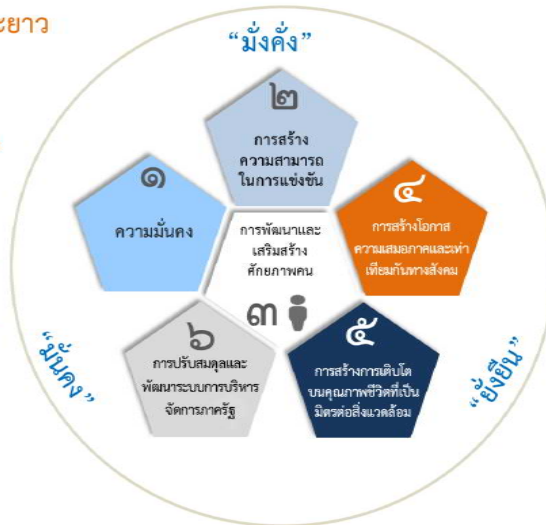 ะยาว
“มั่งคั่ง”
๒
การสร้าง
ความสามารถ
ในการแข่งขัน
๑
ความมั่นคง
๔
การสร้างโอกาส
ความเสมอภาคและเท่า
เทียมกันทางสังคม
การพัฒนาและ
เสริมสร้าง
ศักยภาพคน
๓
๖
การปรับสมดุลและ
พัฒนาระบบการบริหาร
จัดการภาครัฐ
๕
การสร้างการเติบโต
บนคุณภาพชีวิตที่เป็น
มิตรต่อสิ่งแวดล้อม
“มั่นคง”
“ยั่งยืน”